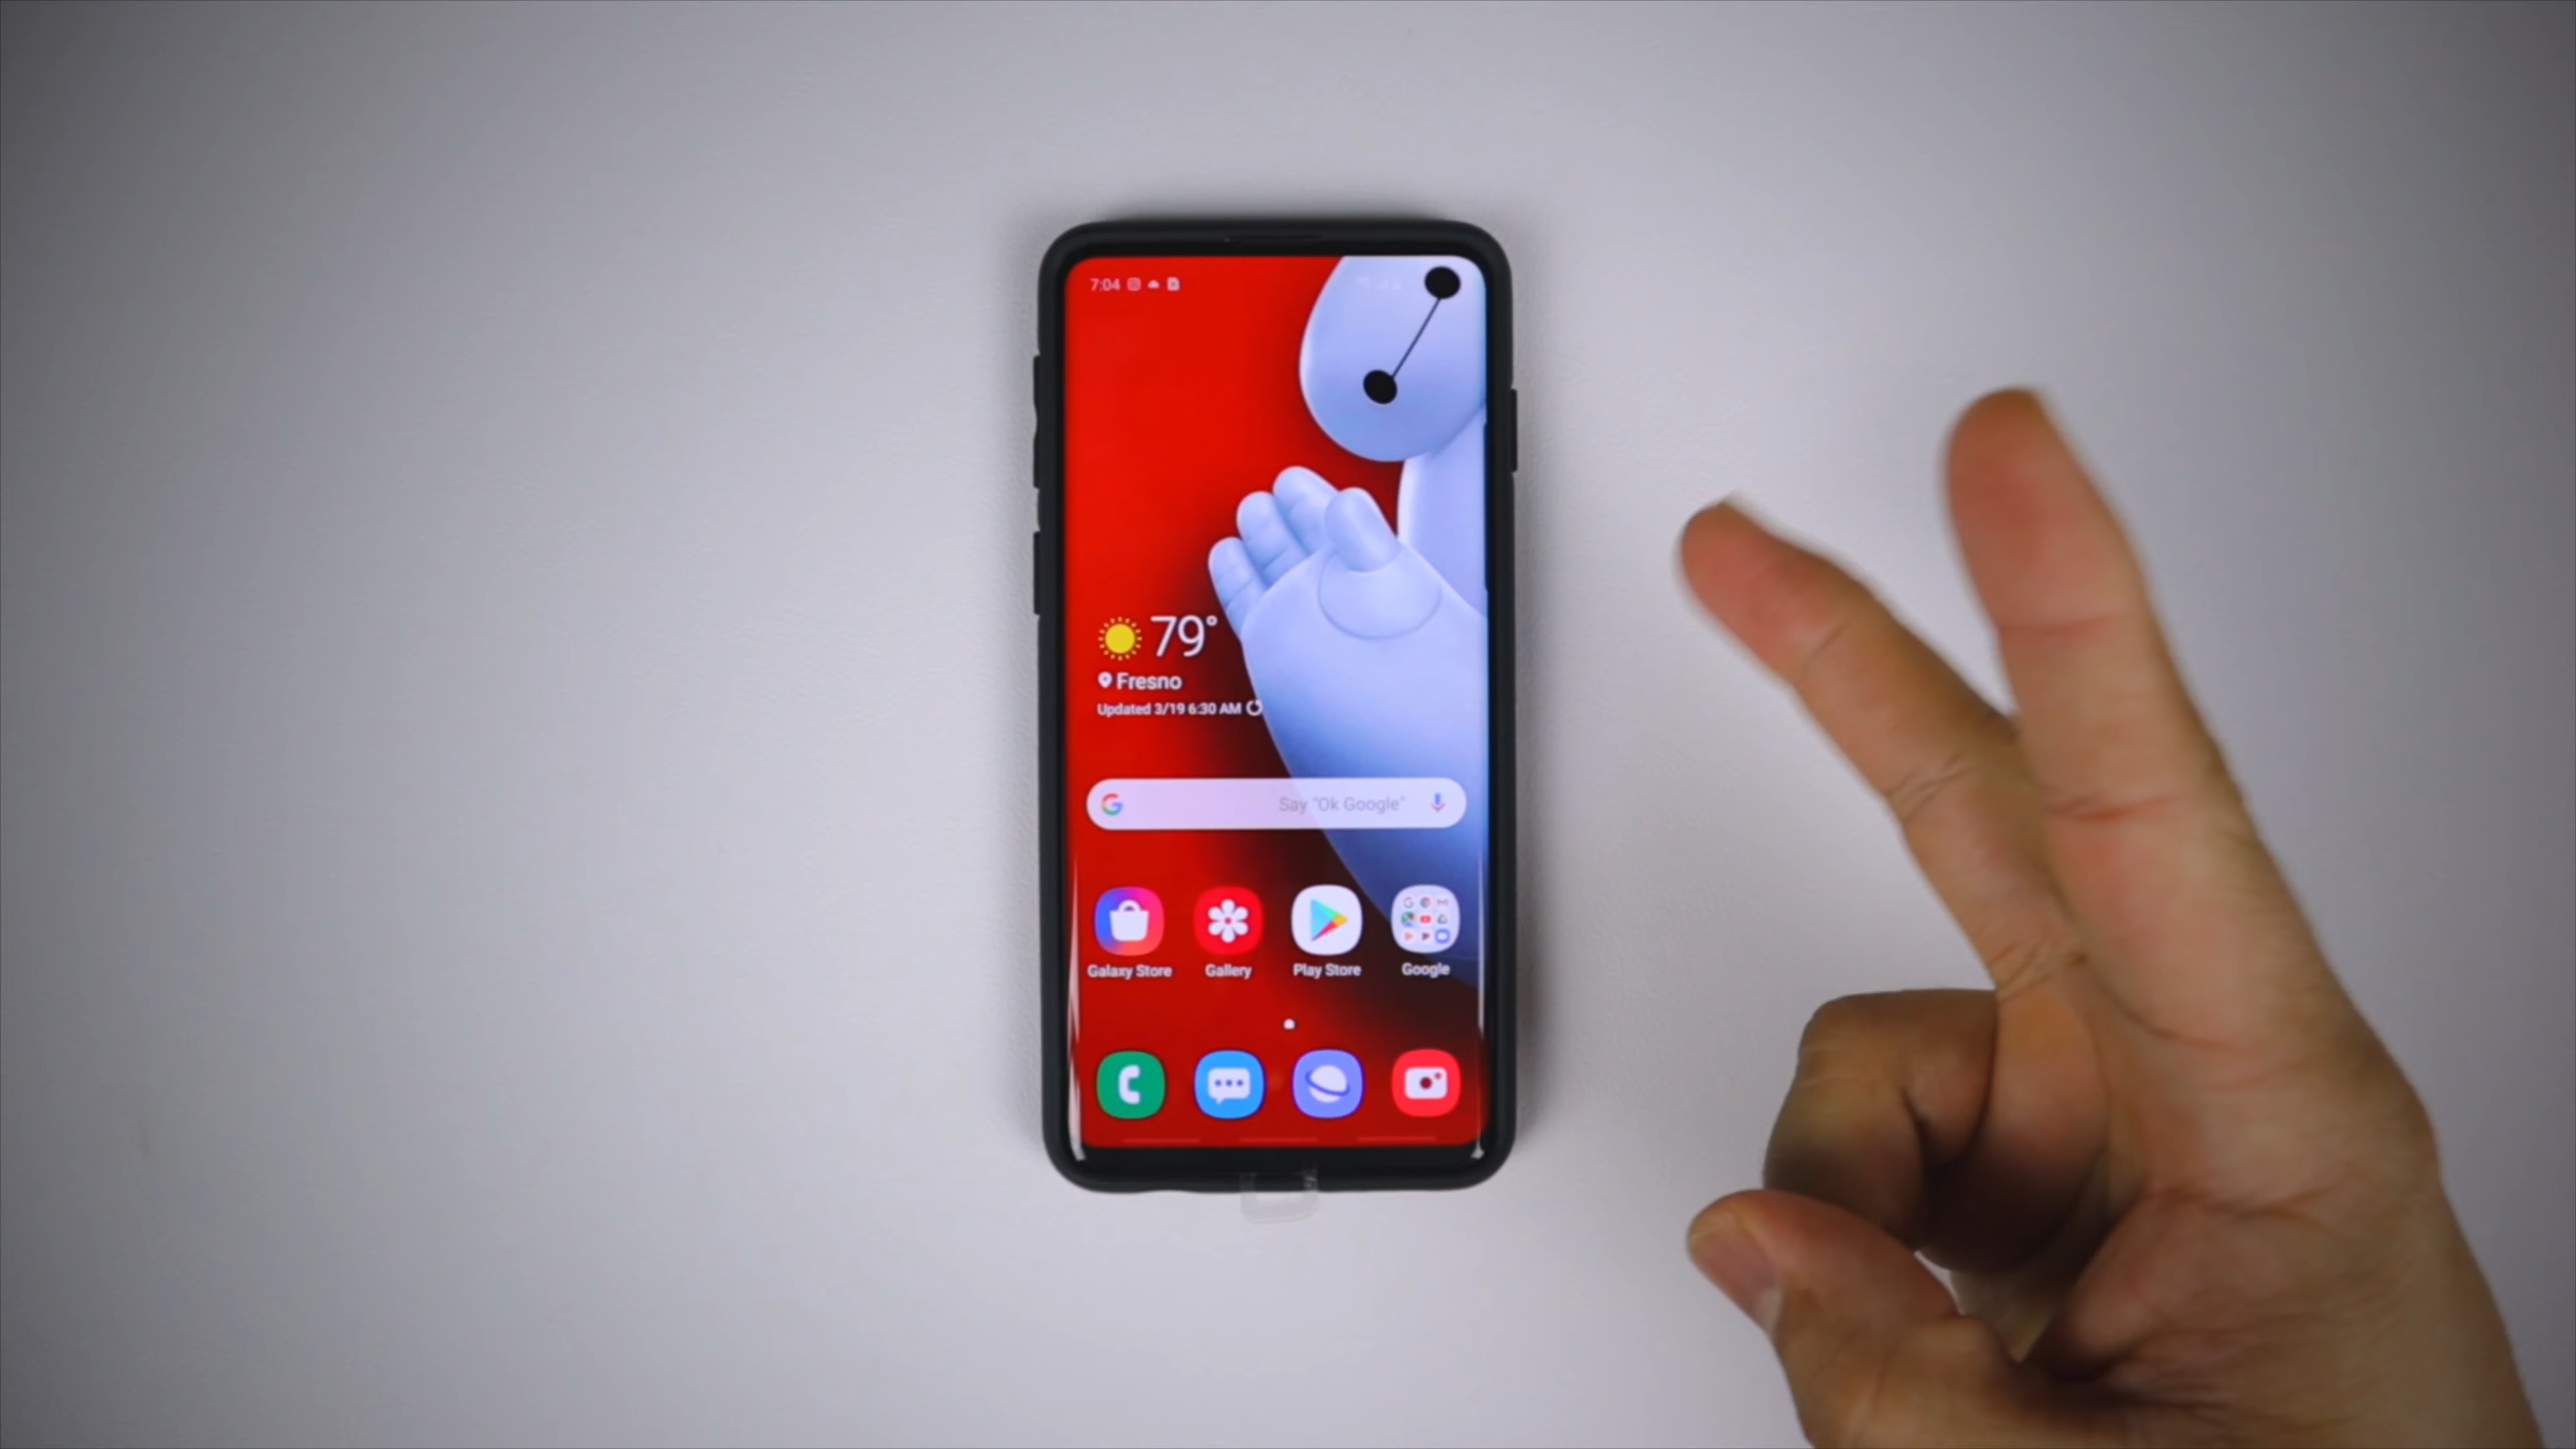 7:04
79°
Fresno
Updated 3/19 6:30 AM
Say "Ok Google"
Galaxy Store
Gallery
Play Store
Google